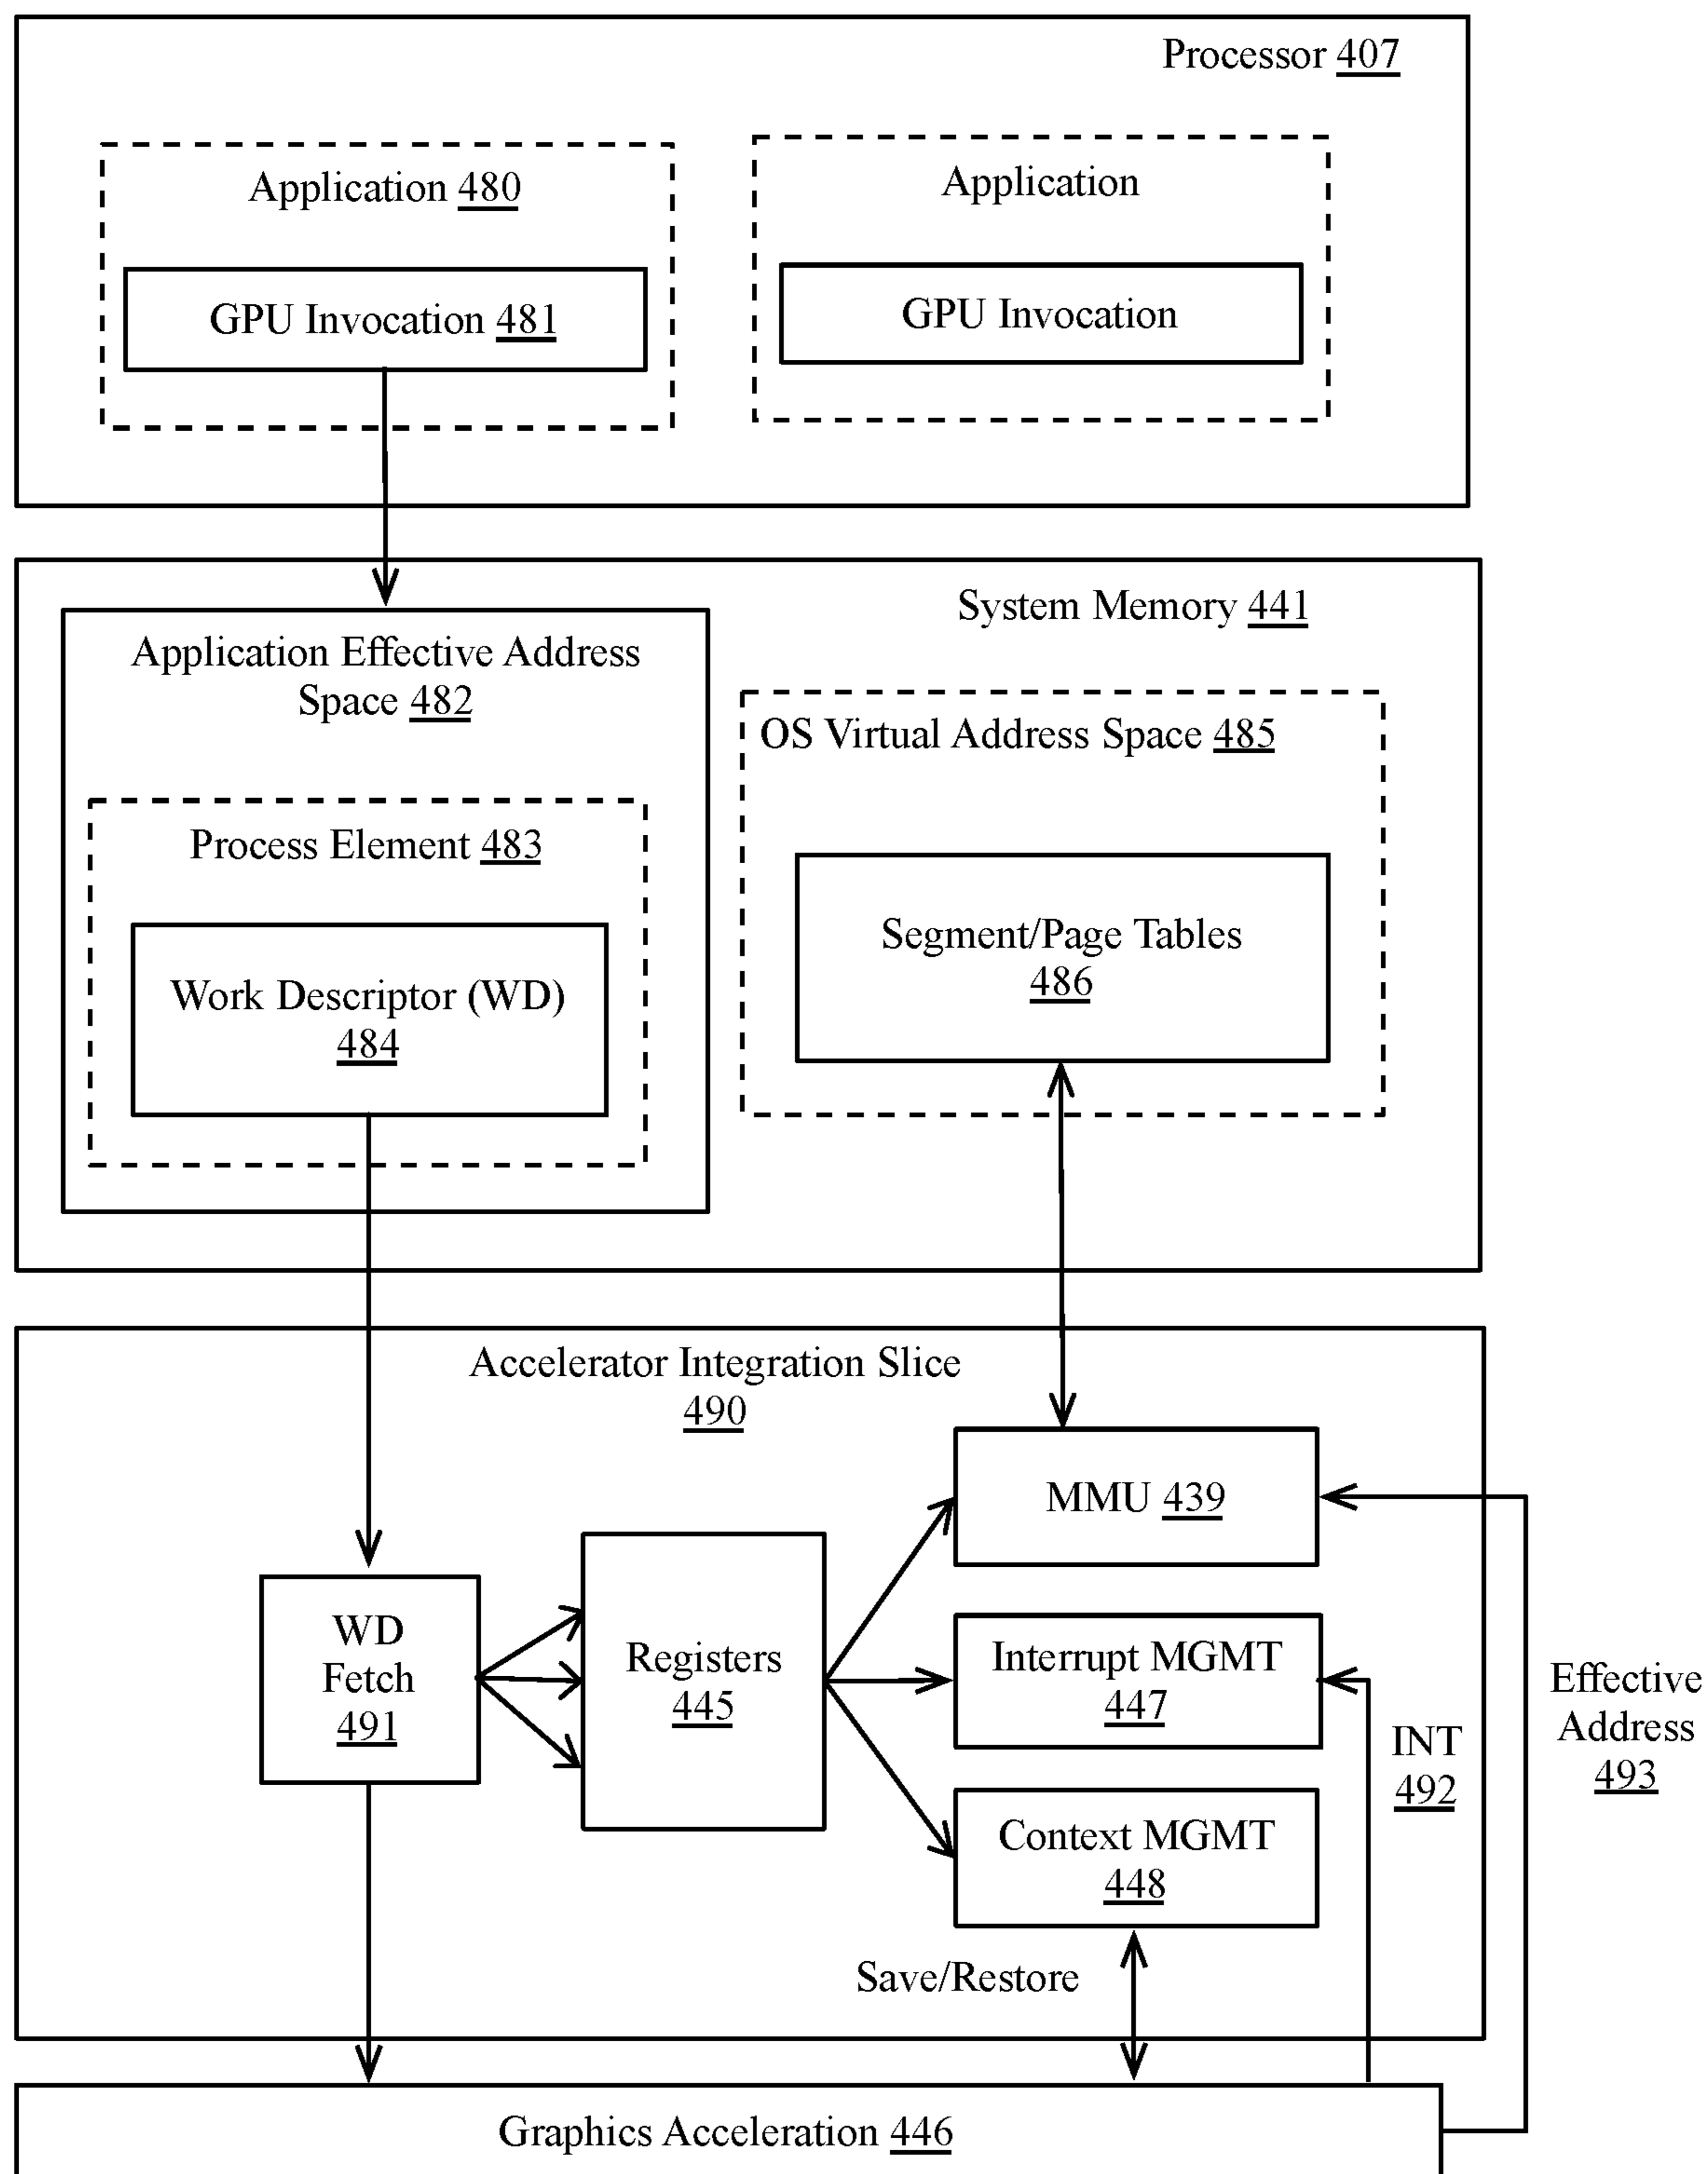 Processor 407
Application 480
Application
GPU Invocation 481
GPU Invocation
System Memory 441
Application Effective Address
Space 482
OS Virtual Address Space 485
Process Element 483
Segment/Page Tables
486
Work Descriptor (WD)
484
Accelerator Integration Slice
490
MMU 439
WD
Fetch
491
Registers
445
Interrupt MGMT
447
Effective
Address
493
INT
492
Context MGMT
448
Save/Restore
Graphics Acceleration 446